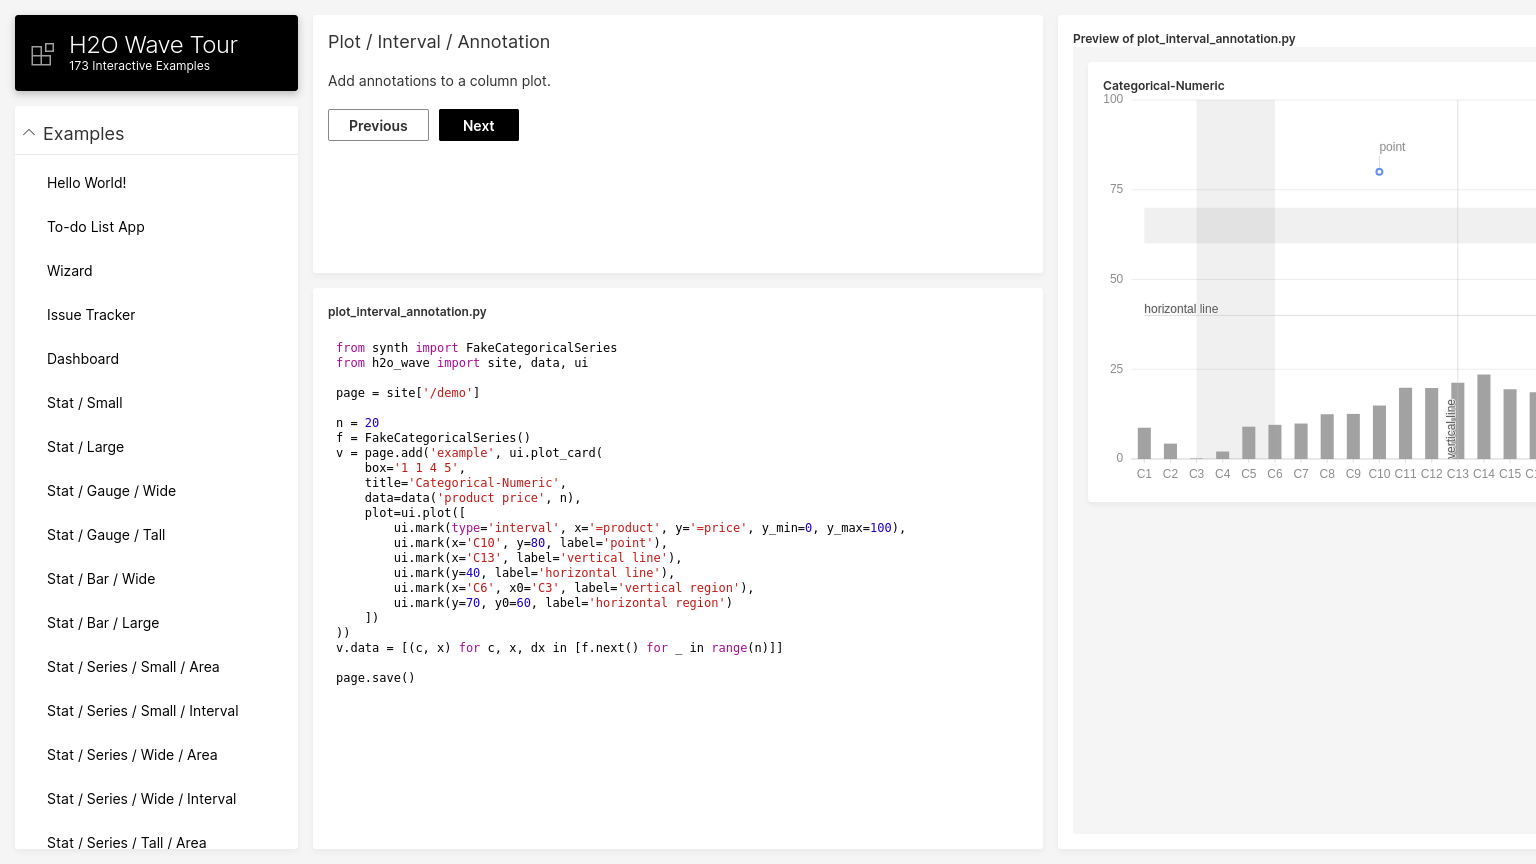 H2O Wave Tour
173 Interactive Examples
Examples
Hello World!
To-do List App
Wizard
Issue Tracker
Dashboard
Stat / Small
Stat / Large
Stat / Gauge / Wide
Stat / Gauge / Tall
Stat / Bar / Wide
Stat / Bar / Large
Stat / Series / Small / Area
Stat / Series / Small / Interval
Stat / Series / Wide / Area
Stat / Series / Wide / Interval
Stat / Series / Tall / Area
Plot / Interval / Annotation
Add annotations to a column plot.
Previous Next
plot_interval_annotation.py
from synth import FakeCategoricalSeries
from h2o_wave import site, data, ui
page = site['/demo']
n = 20
f = FakeCategoricalSeries()
v = page.add('example', ui.plot_card(
    box='1 1 4 5',
    title='Categorical-Numeric',
    data=data('product price', n),
    plot=ui.plot([
        ui.mark(type='interval', x='=product', y='=price', y_min=0, y_max=100),
        ui.mark(x='C10', y=80, label='point'),
        ui.mark(x='C13', label='vertical line'),
        ui.mark(y=40, label='horizontal line'),
        ui.mark(x='C6', x0='C3', label='vertical region'),
        ui.mark(y=70, y0=60, label='horizontal region')
    ])
))
v.data = [(c, x) for c, x, dx in [f.next() for _ in range(n)]]
page.save()
Preview of plot_interval_annotation.py
Categorical-Numeric
100
point
75
50
horizontal line
25
vertical line
0
C1 C2 C3 C4 C5 C6 C7 C8 C9 C10 C11 C12 C13 C14 C15